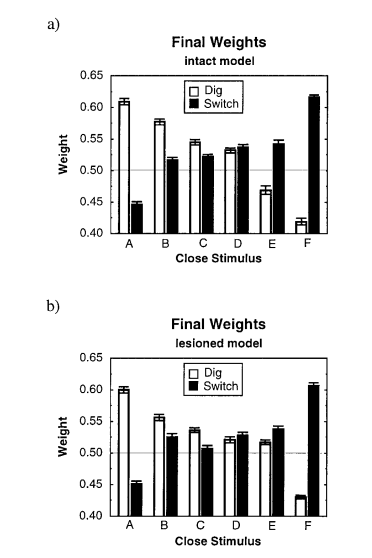 a)
Final Weights
intact model
0.65
0.60
0.55
0.50
0.45
0.40
Weight
Dig
Switch
A B C D E F
Close Stimulus
b)
Final Weights
lesioned model
0.65
0.60
0.55
0.50
0.45
0.40
Weight
Dig
Switch
A B C D E F
Close Stimulus